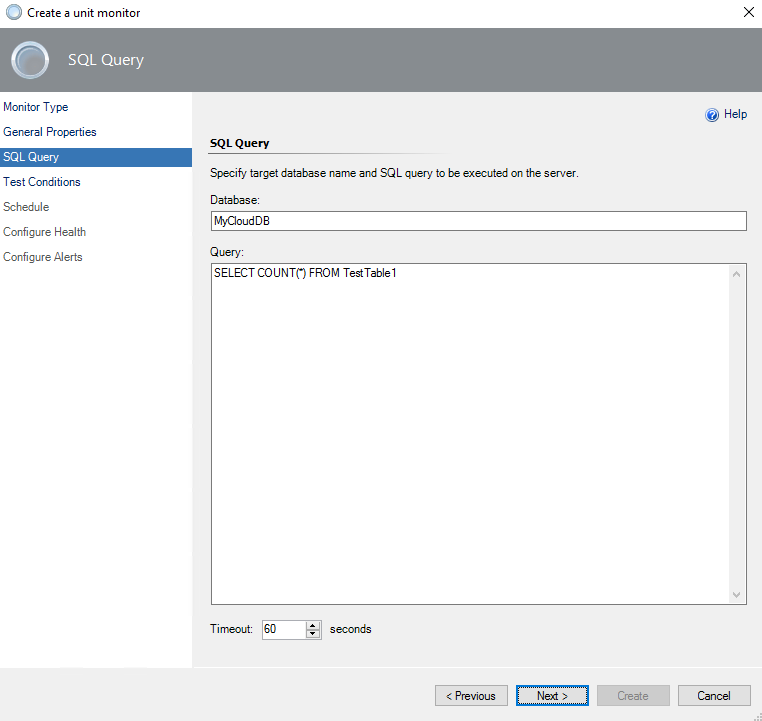 Create a unit monitor
SQL Query
Monitor Type
General Properties
SQL Query
Test Conditions
Schedule
Configure Health
Configure Alerts
Help
SQL Query
Specify target database name and SQL query to be executed on the server.
Database:
MyCloudDB
Query:
SELECT COUNT(*) FROM TestTable1
Timeout: 60 seconds
< Previous Next > Create Cancel